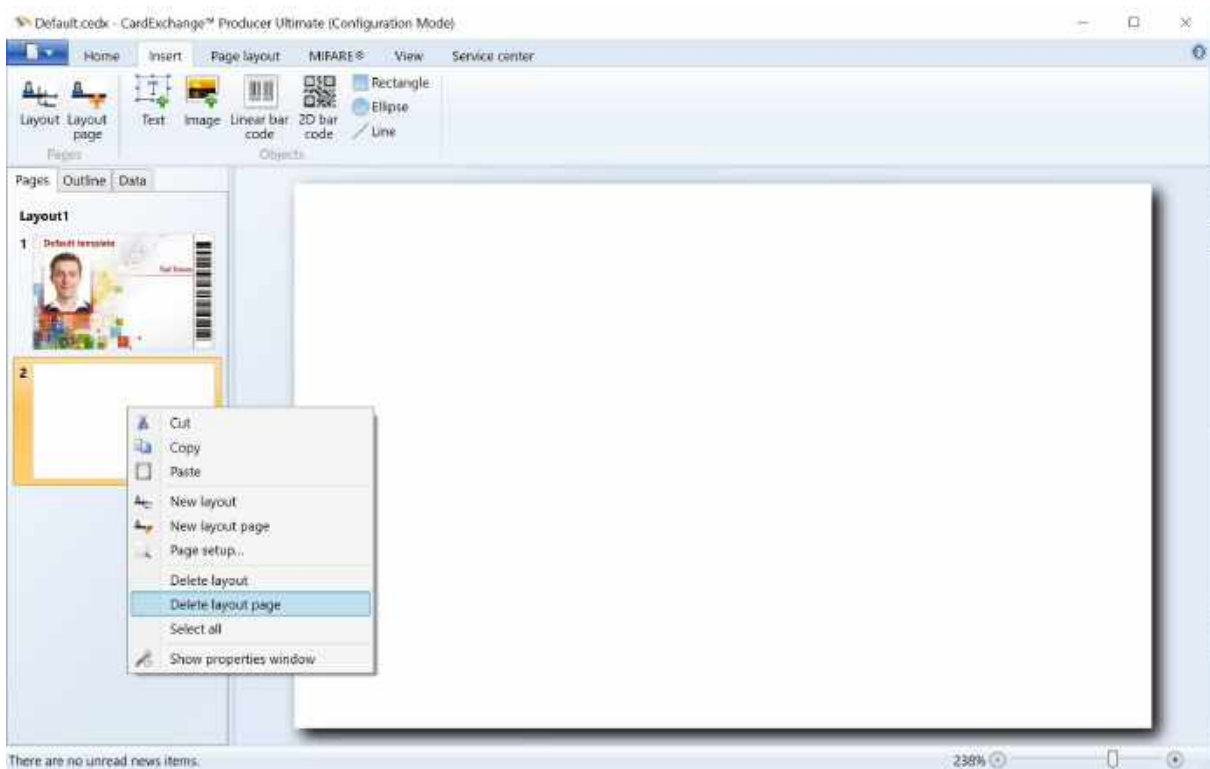 Default.cedx - CardExchange™ Producer Ultimate (Configuration Mode)
Home Insert Page layout MIFARE® View Service center
Layout Layout page Text Image Linear bar code 2D bar code Rectangle
Ellipse
Line
Pages Objects
Pages Outline Data
Layout1
1 Default template
2
Cut
Copy
Paste
New layout
New layout page
Page setup...
Delete layout
Delete layout page
Select all
Show properties window
There are no unread news items. 238%